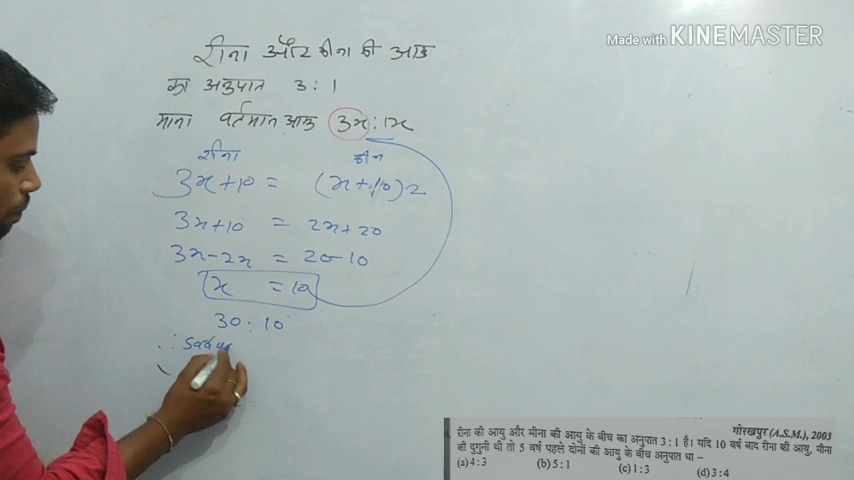 Made with KINEMASTER
रीना और मीना की आयु
का अनुपात 3 : 1
माना वर्तमान आयु 3x : 1x
रीना मीना
3x+10 = (x+10)2
3x+10 = 2x+20
3x-2x = 20-10
x = 10
30 : 10
∴ 5 वर्ष
गोरखपुर (A.S.M.), 2003
रीना की आयु और मीना की आयु के बीच का अनुपात 3 : 1 है। यदि 10 वर्ष बाद रीना की आयु, मीना
की दुगुनी थी तो 5 वर्ष पहले दोनों की आयु के बीच अनुपात था –
(a) 4 : 3 (b) 5 : 1 (c) 1 : 3 (d) 3 : 4